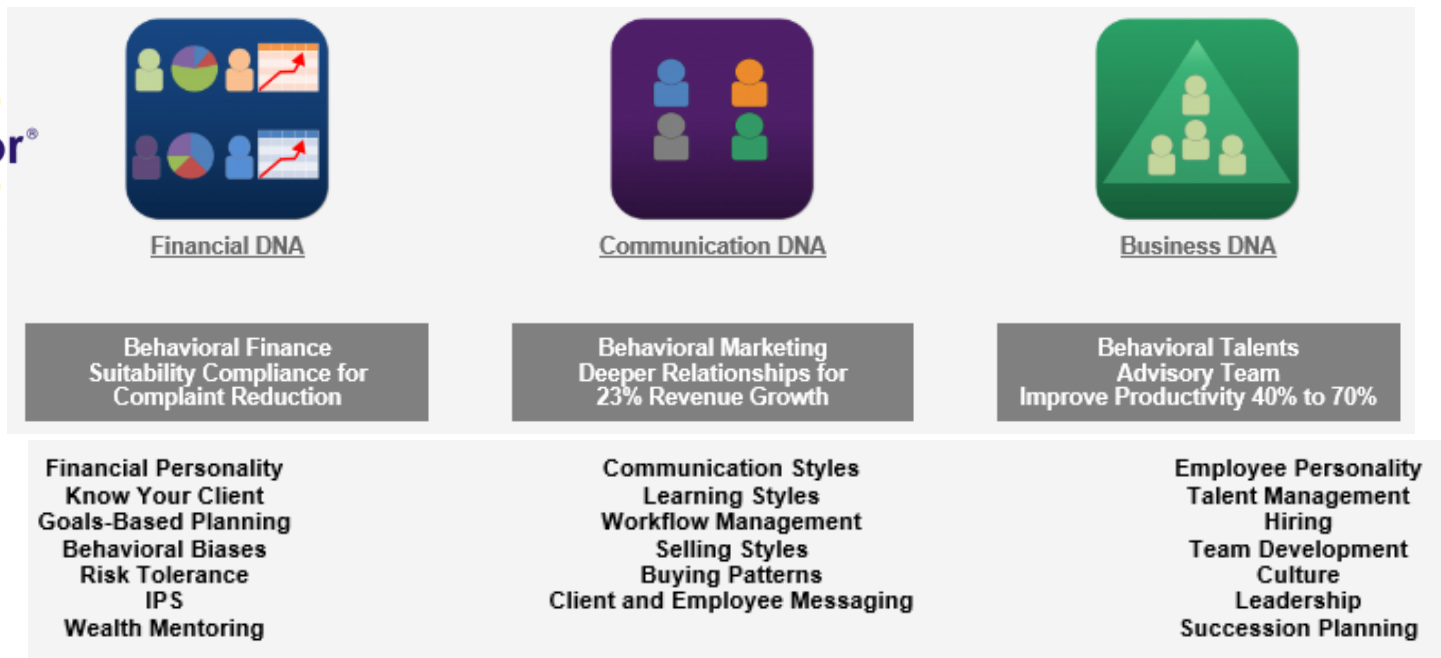 Financial DNA
Communication DNA
Business DNA
Behavioral Finance
Suitability Compliance for
Complaint Reduction
Behavioral Marketing
Deeper Relationships for
23% Revenue Growth
Behavioral Talents
Advisory Team
Improve Productivity 40% to 70%
Financial Personality
Know Your Client
Goals-Based Planning
Behavioral Biases
Risk Tolerance
IPS
Wealth Mentoring
Communication Styles
Learning Styles
Workflow Management
Selling Styles
Buying Patterns
Client and Employee Messaging
Employee Personality
Talent Management
Hiring
Team Development
Culture
Leadership
Succession Planning